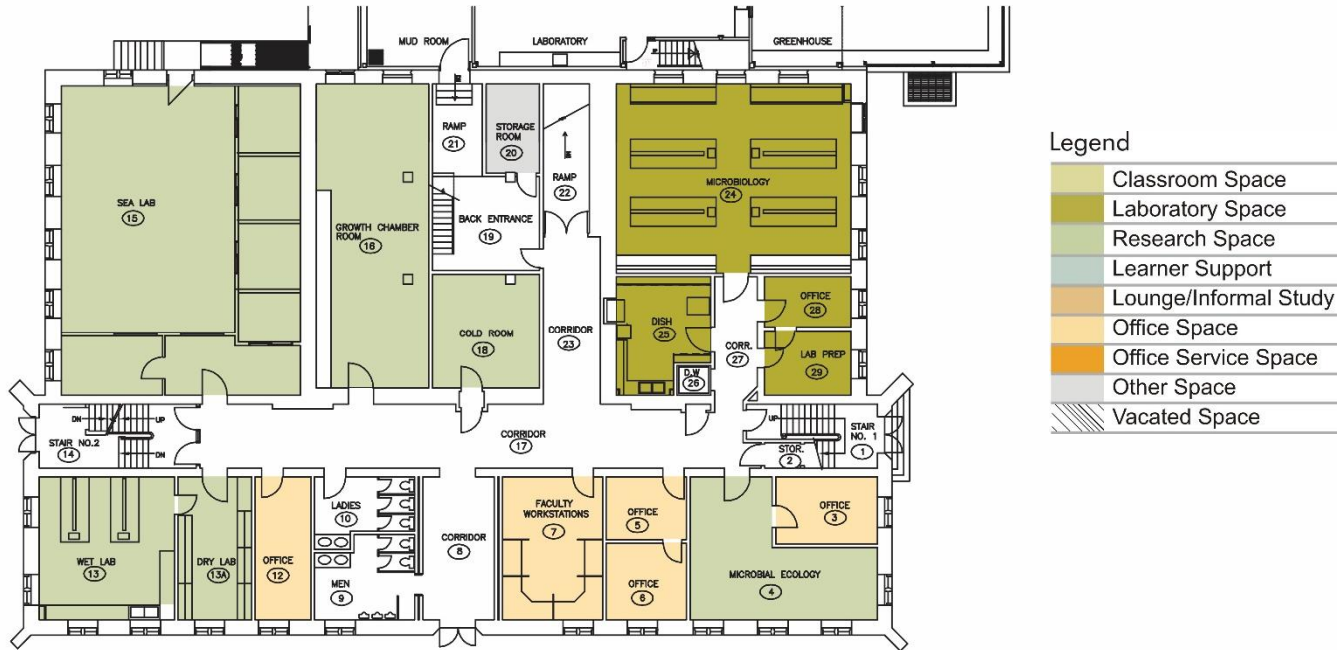 MUD ROOM
LABORATORY
GREENHOUSE
UP
SEA LAB
15
GROWTH CHAMBER
ROOM
16
RAMP
21
STORAGE
ROOM
20
BACK ENTRANCE
19
RAMP
22
COLD ROOM
18
CORRIDOR
23
MICROBIOLOGY
24
DISH
25
D.W
26
CORR.
27
OFFICE
28
LAB PREP
29
DN
UP
DN
STAIR NO.2
14
CORRIDOR
17
UP
STAIR
NO. 1
1
STOR.
2
WET LAB
13
DRY LAB
13A
OFFICE
12
LADIES
10
MEN
9
CORRIDOR
8
FACULTY
WORKSTATIONS
7
OFFICE
5
OFFICE
6
OFFICE
3
MICROBIAL ECOLOGY
4
Legend
Classroom Space
Laboratory Space
Research Space
Learner Support
Lounge/Informal Study
Office Space
Office Service Space
Other Space
Vacated Space